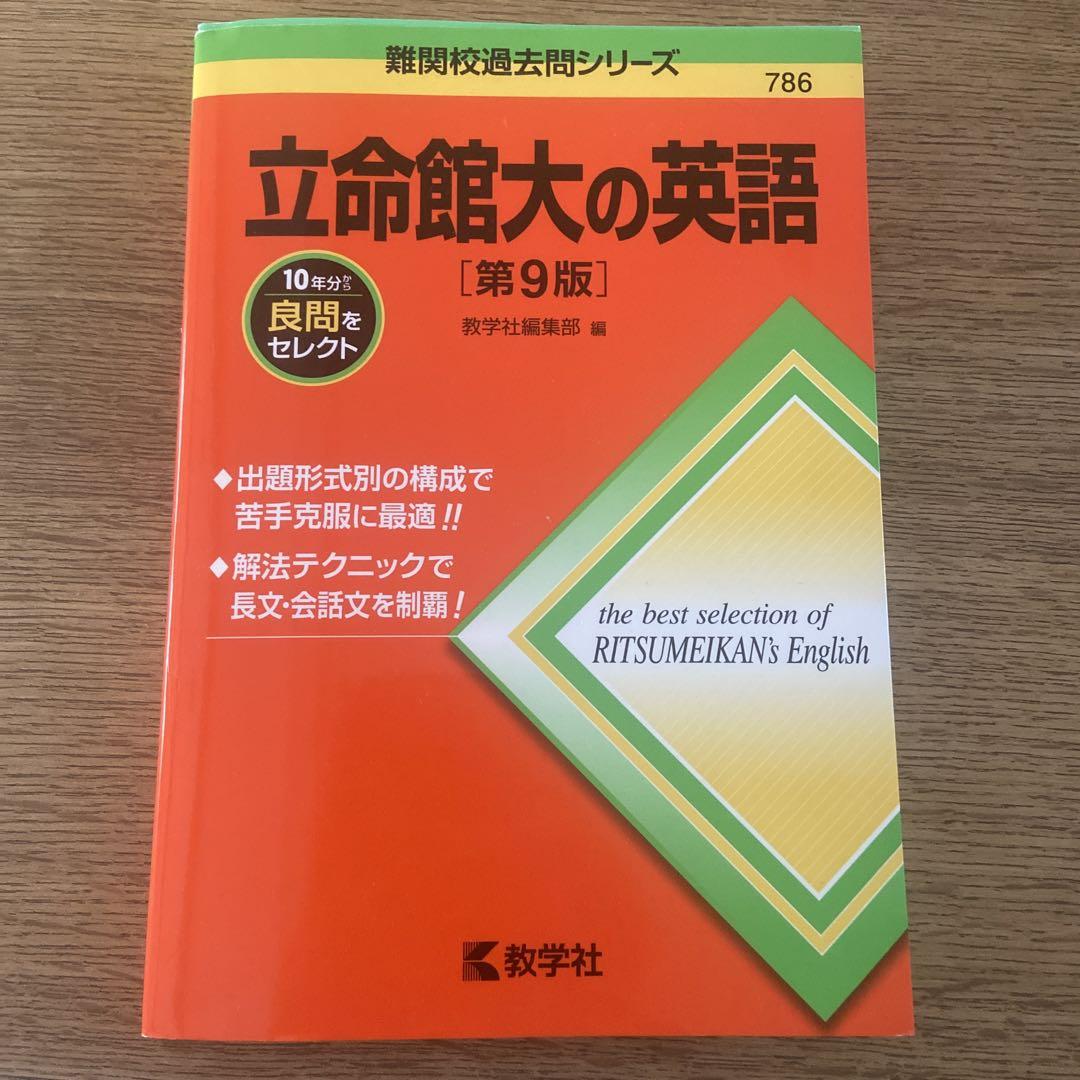 難関校過去問シリーズ
786
立命館大の英語
[第9版]
教学社編集部 編
10年分から
良問を
セレクト
◆出題形式別の構成で
苦手克服に最適!!
◆解法テクニックで
長文・会話文を制覇!
the best selection of
RITSUMEIKAN's English
教学社